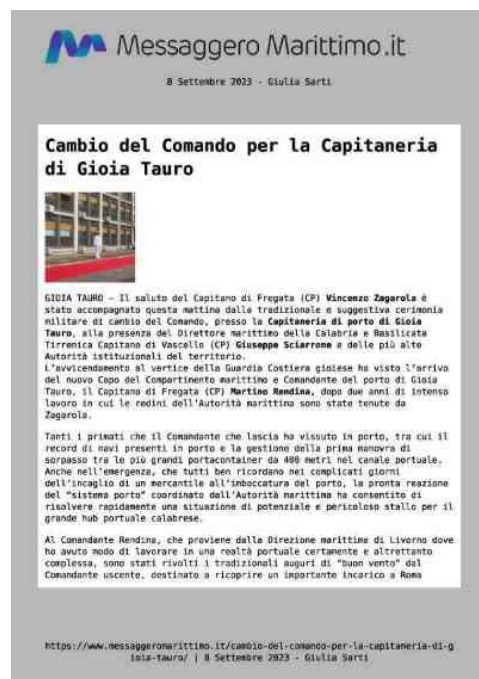 Messaggero Marittimo.it
8 Settembre 2023 - Giulia Sarti
Cambio del Comando per la Capitaneria
di Gioia Tauro
GIOIA TAURO – Il saluto del Capitano di Fregata (CP) Vincenzo Zagarola è
stato accompagnato questa mattina dalla tradizionale e suggestiva cerimonia
militare di cambio del Comando, presso la Capitaneria di porto di Gioia
Tauro, alla presenza del Direttore marittimo della Calabria e Basilicata
Tirrenica Capitano di Vascello (CP) Giuseppe Sciarrone e delle più alte
Autorità istituzionali del territorio.
L'avvicendamento al vertice della Guardia Costiera gioiese ha visto l'arrivo
del nuovo Capo del Compartimento marittimo e Comandante del porto di Gioia
Tauro, il Capitano di Fregata (CP) Martino Rendina, dopo due anni di intenso
lavoro in cui le redini dell'Autorità marittima sono state tenute da
Zagarola.
Tanti i primati che il Comandante che lascia ha vissuto in porto, tra cui il
record di navi presenti in porto e la gestione della prima manovra di
sorpasso tra le più grandi portacontainer da 400 metri nel canale portuale.
Anche nell'emergenza, che tutti ben ricordano nei complicati giorni
dell'incaglio di un mercantile all'imboccatura del porto, la pronta reazione
del "sistema porto" coordinato dall'Autorità marittima ha consentito di
risolvere rapidamente una situazione di potenziale e pericoloso stallo per il
grande hub portuale calabrese.
Al Comandante Rendina, che proviene dalla Direzione marittima di Livorno dove
ha avuto modo di lavorare in una realtà portuale certamente e altrettanto
complessa, sono stati rivolti i tradizionali auguri di "buon vento" dal
Comandante uscente, destinato a ricoprire un importante incarico a Roma
https://www.messaggeromarittimo.it/cambio-del-comando-per-la-capitaneria-di-g
ioia-tauro/ | 8 Settembre 2023 - Giulia Sarti